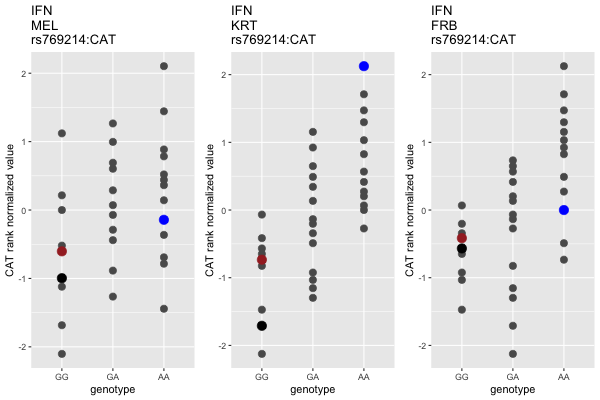 IFN
MEL
rs769214:CAT
CAT rank normalized value
2
1
0
-1
-2
GG GA AA
genotype
IFN
KRT
rs769214:CAT
CAT rank normalized value
2
1
0
-1
-2
GG GA AA
genotype
IFN
FRB
rs769214:CAT
CAT rank normalized value
2
1
0
-1
-2
GG GA AA
genotype